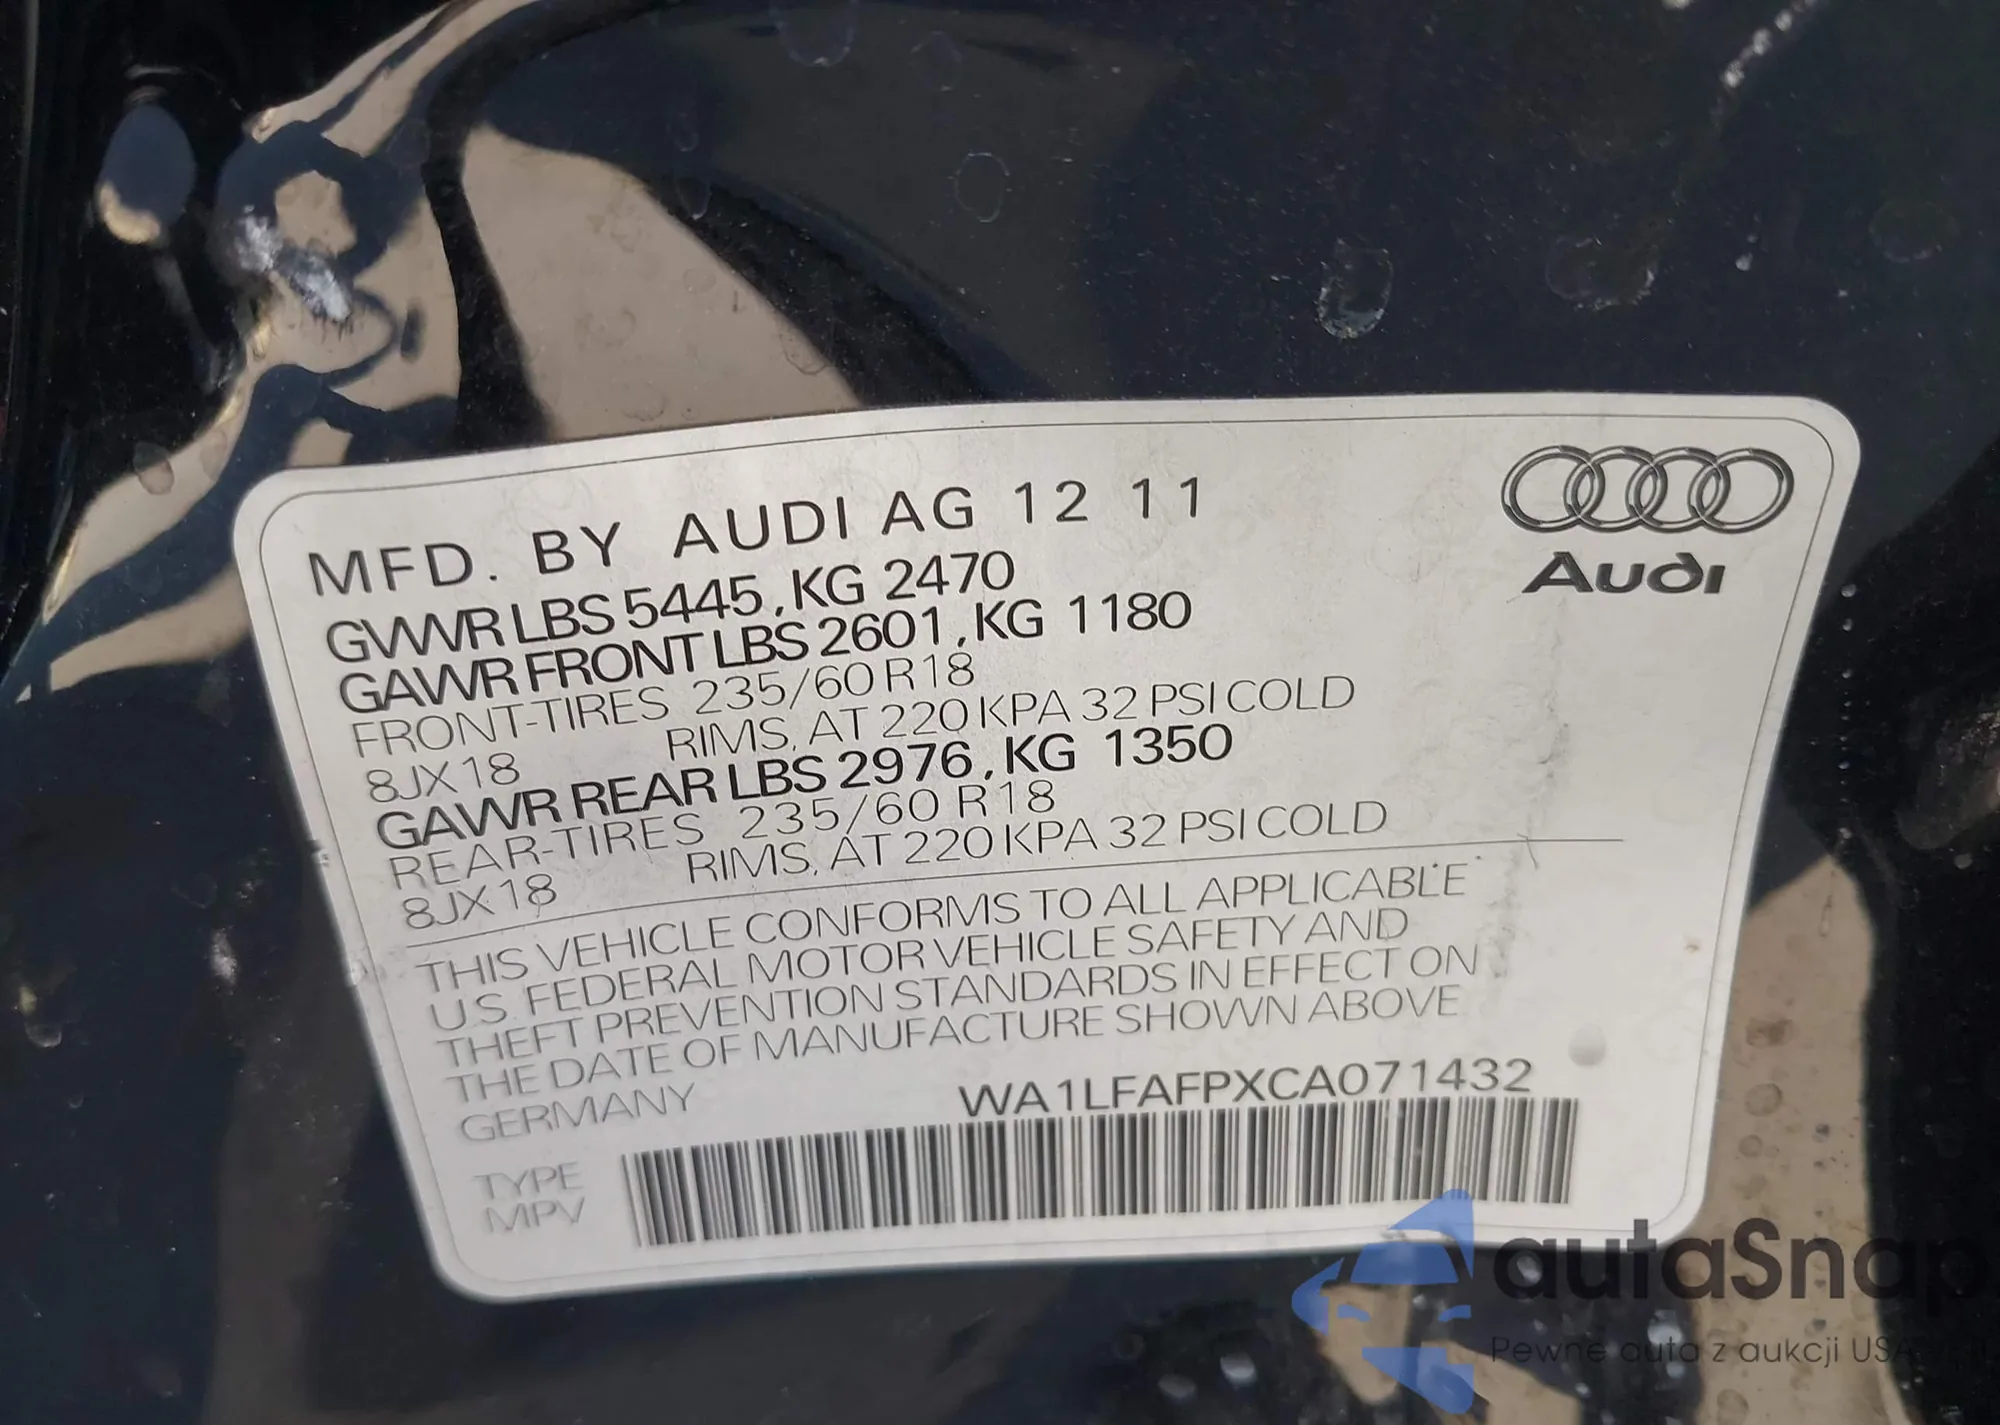 MFD. BY AUDI AG 12 11
Audi
GVWR LBS 5445, KG 2470
GAWR FRONT LBS 2601, KG 1180
FRONT-TIRES 235/60 R18
8JX18 RIMS, AT 220 KPA 32 PSI COLD
GAWR REAR LBS 2976, KG 1350
REAR-TIRES 235/60 R18
8JX18 RIMS, AT 220 KPA 32 PSI COLD
THIS VEHICLE CONFORMS TO ALL APPLICABLE
U.S. FEDERAL MOTOR VEHICLE SAFETY AND
THEFT PREVENTION STANDARDS IN EFFECT ON
THE DATE OF MANUFACTURE SHOWN ABOVE
GERMANY WA1LFAFPXCA071432
TYPE
MPV
autaSnap
Pewne auta z aukcji USA